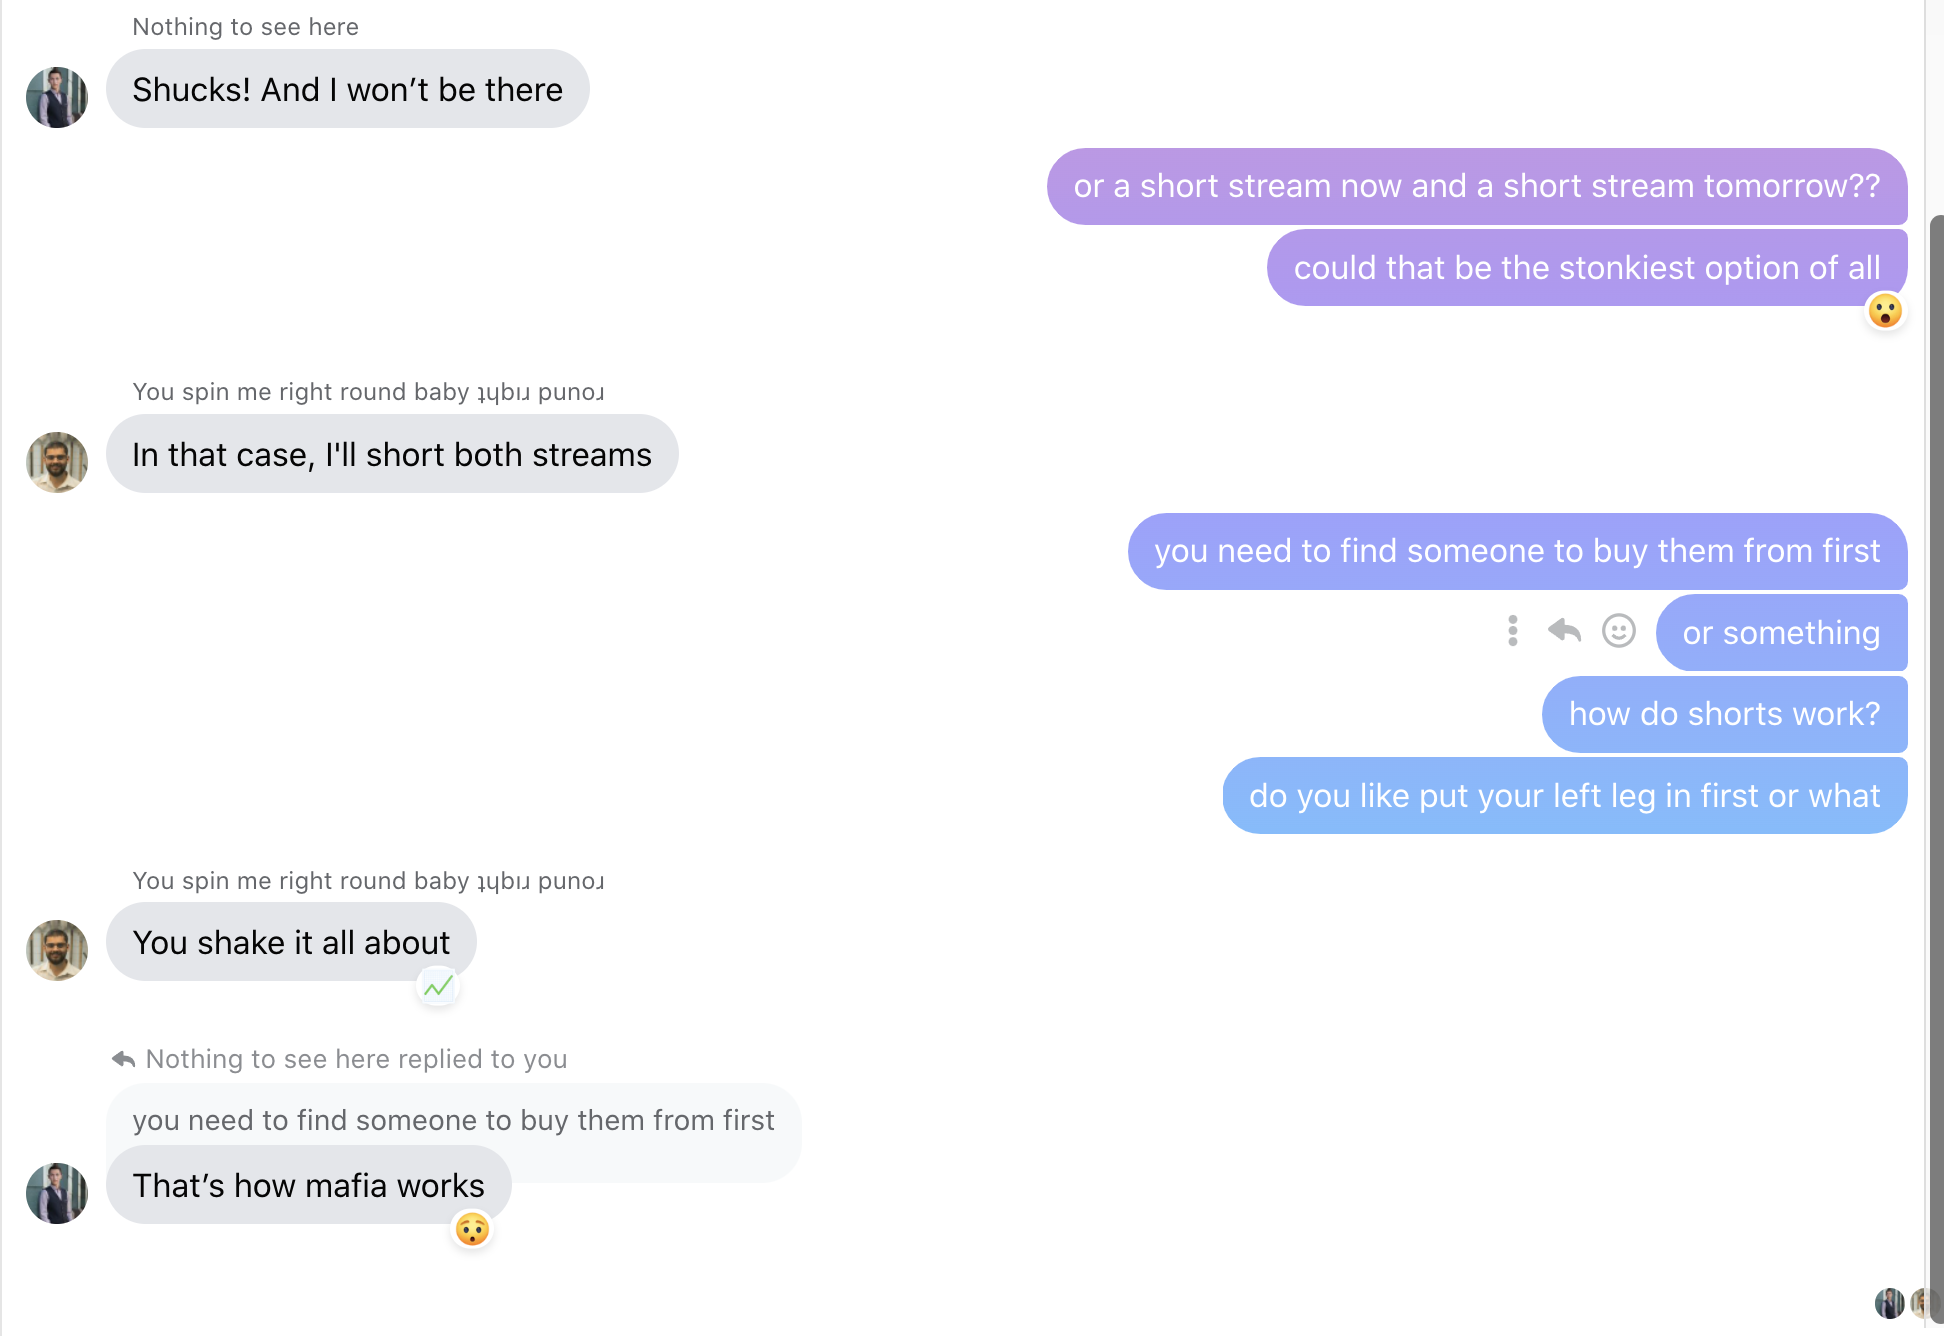 Nothing to see here
Shucks! And I won’t be there
or a short stream now and a short stream tomorrow??
could that be the stonkiest option of all
You spin me right round baby ʇɥbᴉɹ punoɹ
In that case, I'll short both streams
you need to find someone to buy them from first
or something
how do shorts work?
do you like put your left leg in first or what
You spin me right round baby ʇɥbᴉɹ punoɹ
You shake it all about
Nothing to see here replied to you
you need to find someone to buy them from first
That’s how mafia works